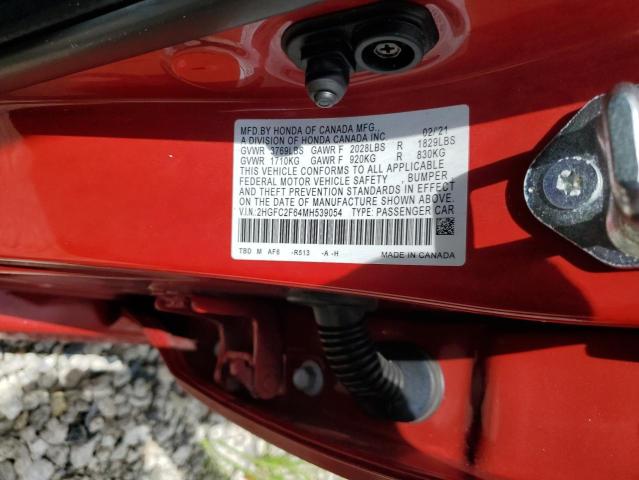 MFD.BY HONDA OF CANADA MFG., 02/21
A DIVISION OF HONDA CANADA INC.
GVWR 3769LBS GAWR F 2028LBS R 1829LBS
GVWR 1710KG GAWR F 920KG R 830KG
THIS VEHICLE CONFORMS TO ALL APPLICABLE
FEDERAL MOTOR VEHICLE SAFETY , BUMPER ,
AND THEFT PREVENTION STANDARDS IN EFFECT
ON THE DATE OF MANUFACTURE SHOWN ABOVE.
V.I.N.:2HGFC2F64MH539054 TYPE: PASSENGER CAR
TBD M AF6 -R513 -A -H MADE IN CANADA